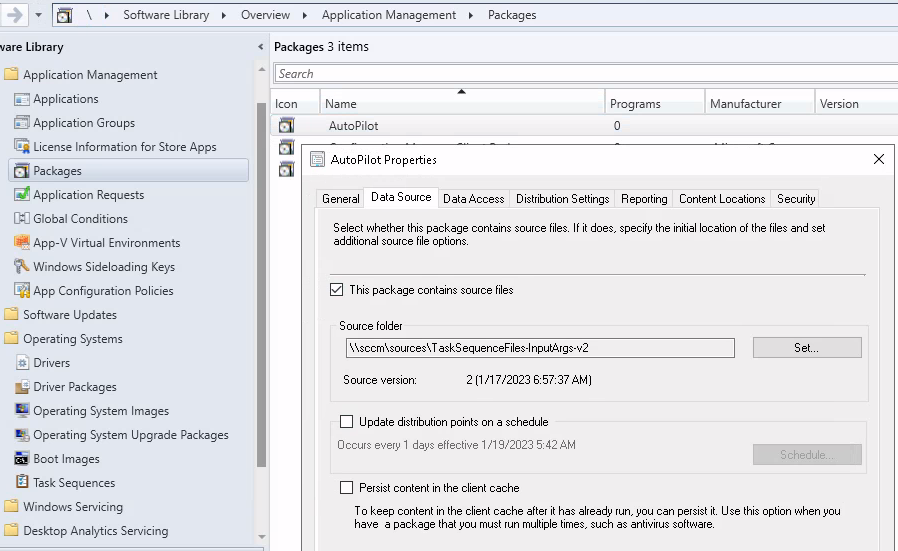 \ ▸ Software Library ▸ Overview ▸ Application Management ▸ Packages
ware Library
Application Management
Applications
Application Groups
License Information for Store Apps
Packages
Application Requests
Global Conditions
App-V Virtual Environments
Windows Sideloading Keys
App Configuration Policies
Software Updates
Operating Systems
Drivers
Driver Packages
Operating System Images
Operating System Upgrade Packages
Boot Images
Task Sequences
Windows Servicing
Desktop Analytics Servicing
Packages 3 items
Search
Icon Name Programs Manufacturer Version
AutoPilot 0
AutoPilot Properties
General Data Source Data Access Distribution Settings Reporting Content Locations Security
Select whether this package contains source files. If it does, specify the initial location of the files and set
additional source file options.
This package contains source files
Source folder
\\sccm\sources\TaskSequenceFiles-InputArgs-v2 Set...
Source version: 2 (1/17/2023 6:57:37 AM)
Update distribution points on a schedule
Occurs every 1 days effective 1/19/2023 5:42 AM
Schedule...
Persist content in the client cache
To keep content in the client cache after it has already run, you can persist it. Use this option when you
have a package that you must run multiple times, such as antivirus software.